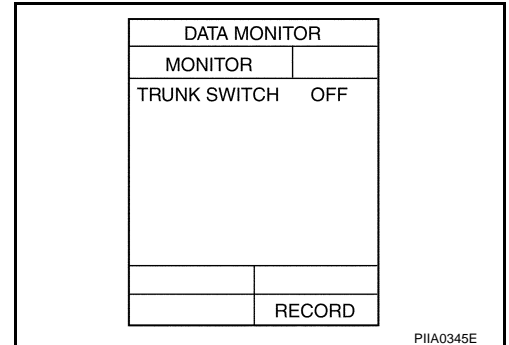 DATA MONITOR
MONITOR
TRUNK SWITCH OFF
RECORD
PIIA0345E